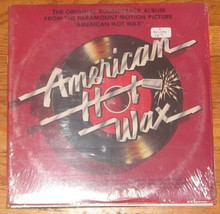 THE ORIGINAL SOUNDTRACK ALBUM
FROM THE PARAMOUNT MOTION PICTURE
"AMERICAN HOT WAX"
American
Hot
Wax